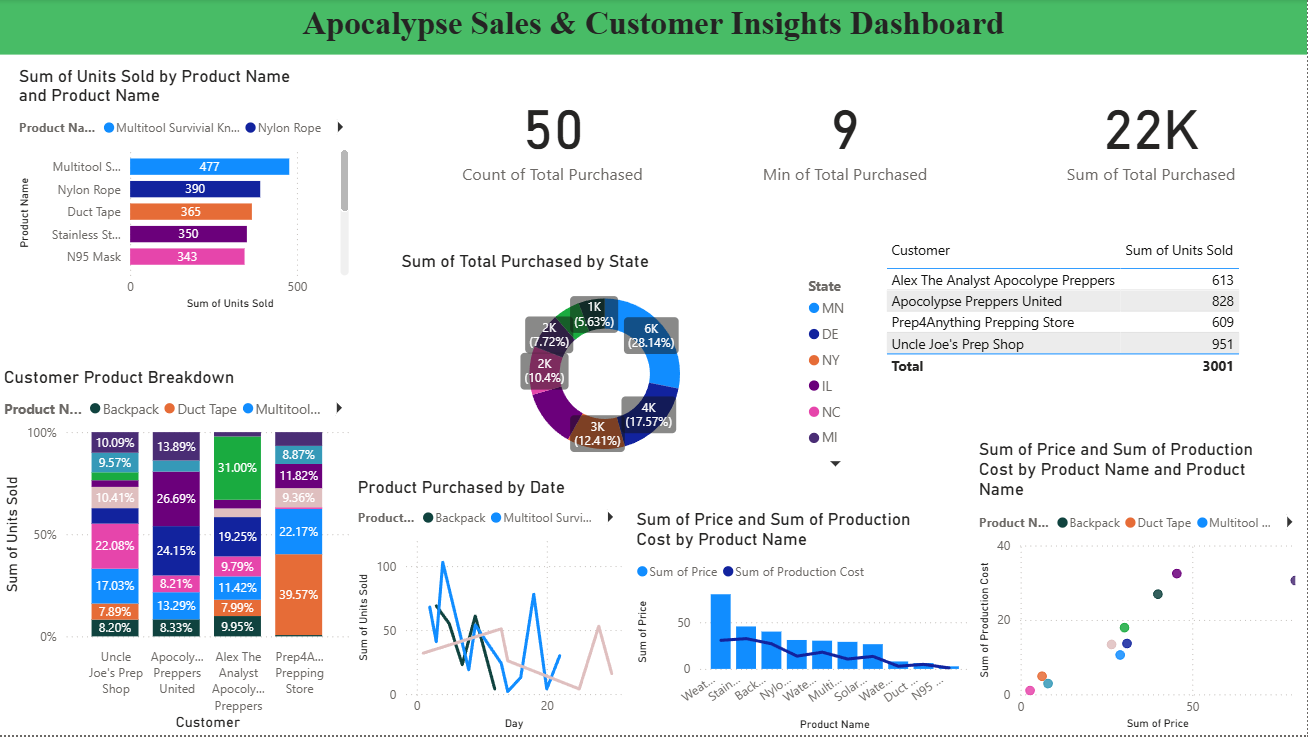 Apocalypse Sales & Customer Insights Dashboard
Sum of Units Sold by Product Name
and Product Name
Product Na... Multitool Survivial Kn... Nylon Rope
Product Name
Multitool S... 477
Nylon Rope 390
Duct Tape 365
Stainless St... 350
N95 Mask 343
0 500
Sum of Units Sold
50
Count of Total Purchased
9
Min of Total Purchased
22K
Sum of Total Purchased
Sum of Total Purchased by State
1K
(5.63%)
6K
(28.14%)
2K
(7.72%)
2K
(10.4%)
4K
(17.57%)
3K
(12.41%)
State
MN
DE
NY
IL
NC
MI
Customer Sum of Units Sold
Alex The Analyst Apocolype Preppers 613
Apocolypse Preppers United 828
Prep4Anything Prepping Store 609
Uncle Joe's Prep Shop 951
Total 3001
Customer Product Breakdown
Product N... Backpack Duct Tape Multitool...
Sum of Units Sold
100%
50%
0%
10.09%
9.57%
10.41%
22.08%
17.03%
7.89%
8.20%
13.89%
26.69%
24.15%
8.21%
13.29%
8.33%
31.00%
19.25%
9.79%
11.42%
7.99%
9.95%
8.87%
11.82%
9.36%
22.17%
39.57%
Uncle
Joe's Prep
Shop
Apocoly...
Preppers
United
Alex The
Analyst
Apocoly...
Preppers
Prep4A...
Prepping
Store
Customer
Product Purchased by Date
Product... Backpack Multitool Survi...
Sum of Units Sold
100
50
0
0 20
Day
Sum of Price and Sum of Production
Cost by Product Name
Sum of Price Sum of Production Cost
Sum of Price
50
0
Weat...
Stain...
Back...
Nylo...
Wate...
Multi...
Solar...
Wate...
Duct ...
N95 ...
Product Name
Sum of Price and Sum of Production
Cost by Product Name and Product
Name
Product N... Backpack Duct Tape Multitool ...
Sum of Production Cost
40
20
0
0 50
Sum of Price